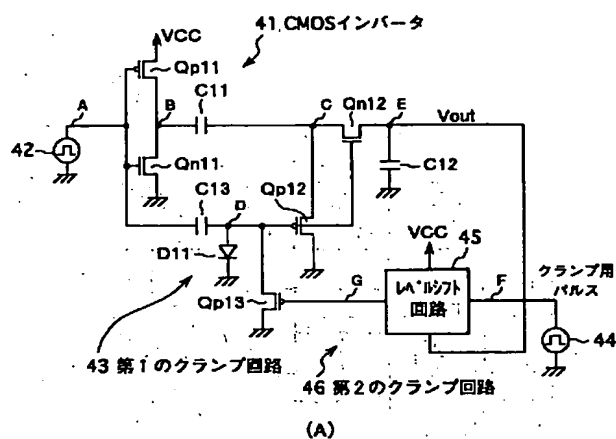 41 CMOSインバータ
VCC
Qp11
C11
A
B
C
Qn12
E
Vout
42
Qn11
C12
C13
Qp12
D
VCC
45
D11
クランプ用
パルス
G
レベルシフト
回路
F
Qp13
44
43 第1のクランプ回路
46 第2のクランプ回路
(A)